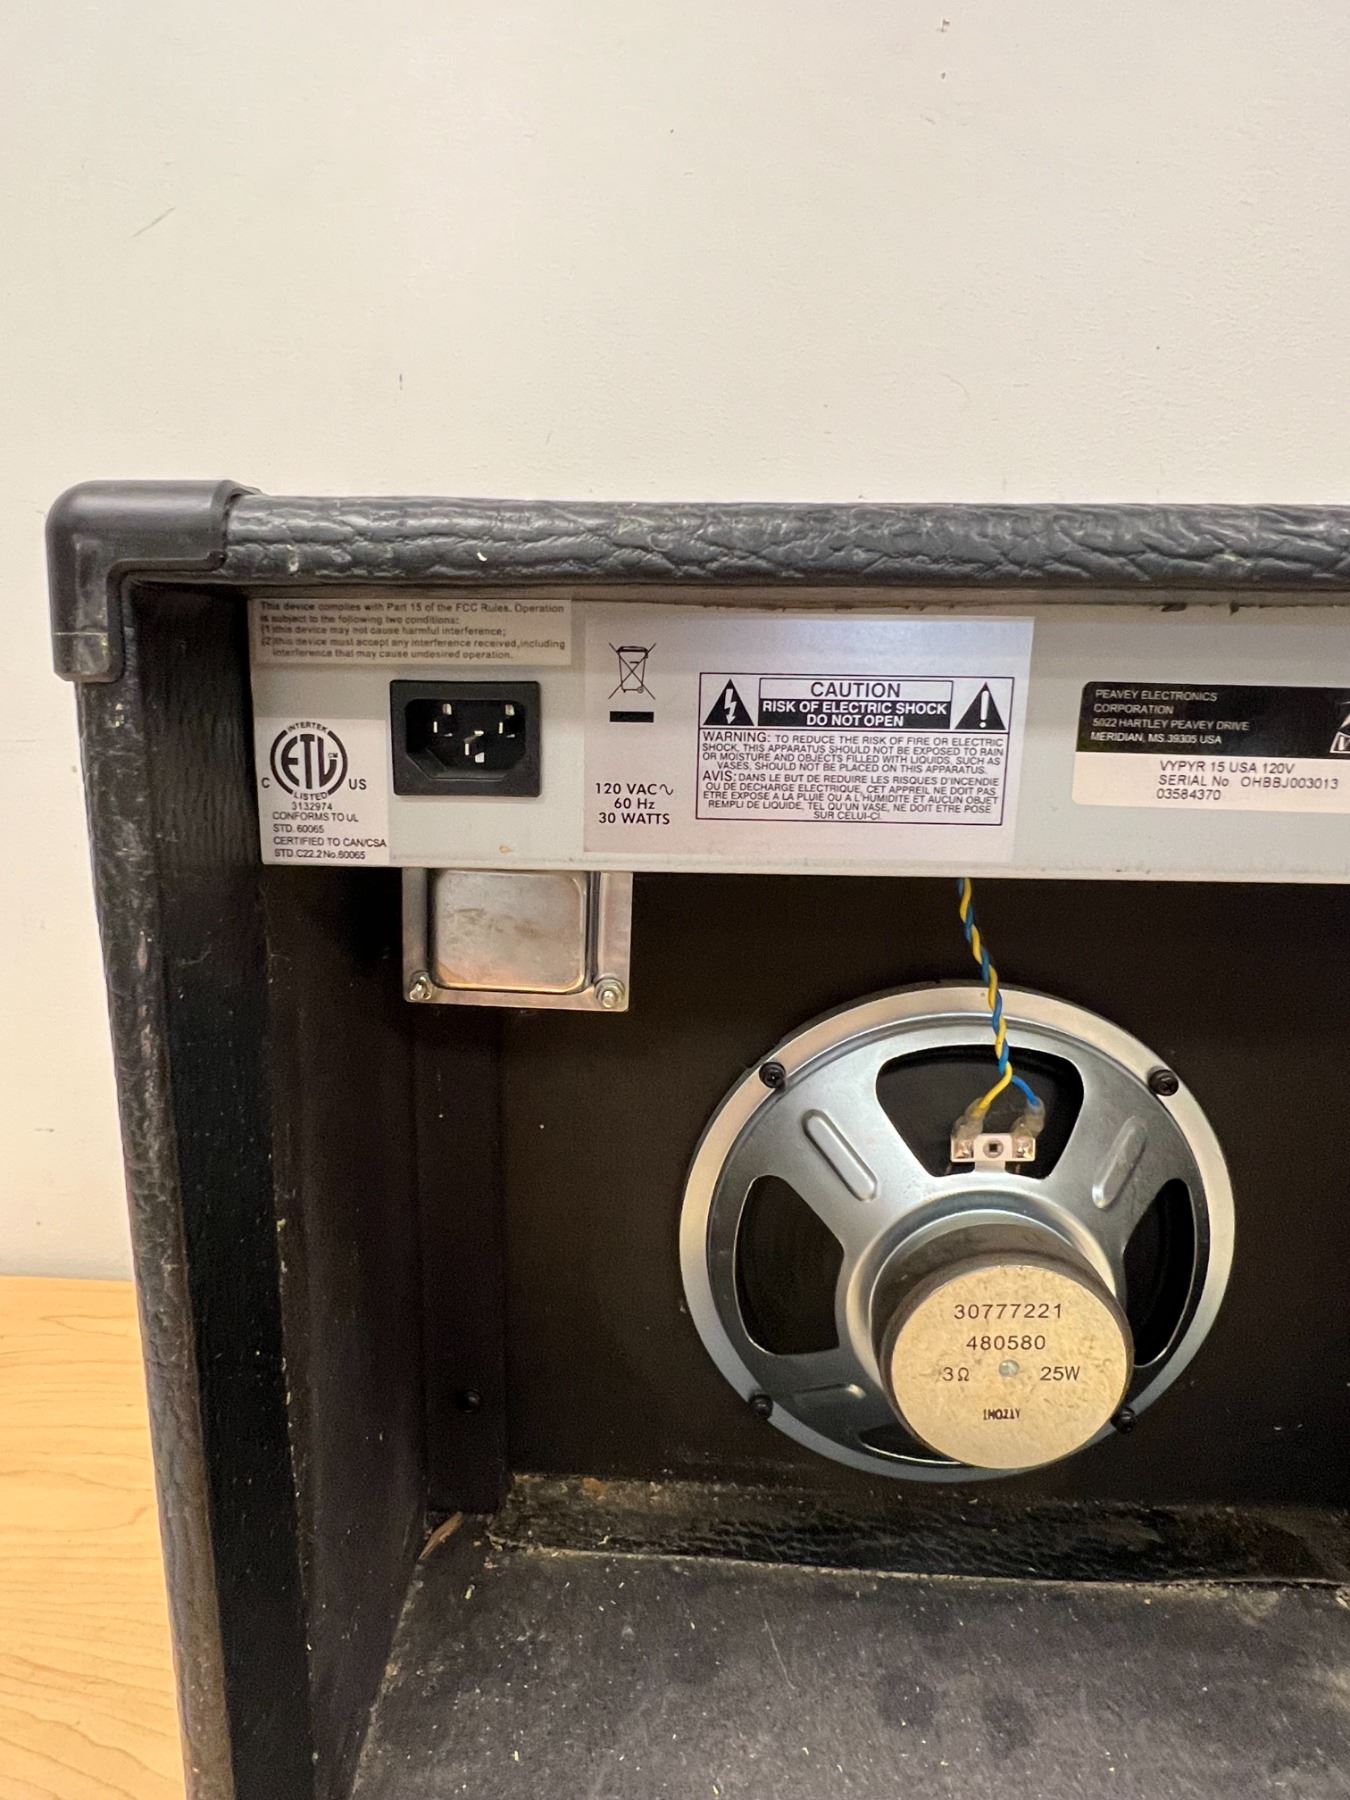 This device complies with Part 15 of the FCC Rules. Operation
is subject to the following two conditions:
(1)this device may not cause harmful interference;
(2)this device must accept any interference received,including
interference that may cause undesired operation.
INTERTEK
ETL CM
C US
LISTED
3132974
CONFORMS TO UL
STD. 60065
CERTIFIED TO CAN/CSA
STD.C22.2No.60065
120 VAC∿
60 Hz
30 WATTS
CAUTION
RISK OF ELECTRIC SHOCK
DO NOT OPEN
WARNING: TO REDUCE THE RISK OF FIRE OR ELECTRIC
SHOCK, THIS APPARATUS SHOULD NOT BE EXPOSED TO RAIN
OR MOISTURE AND OBJECTS FILLED WITH LIQUIDS, SUCH AS
VASES, SHOULD NOT BE PLACED ON THIS APPARATUS.
AVIS: DANS LE BUT DE REDUIRE LES RISQUES D'INCENDIE
OU DE DECHARGE ELECTRIQUE, CET APPREIL NE DOIT PAS
ETRE EXPOSE A LA PLUIE OU A L'HUMIDITE ET AUCUN OBJET
REMPLI DE LIQUIDE, TEL QU'UN VASE, NE DOIT ETRE POSE
SUR CELUI-CI.
PEAVEY ELECTRONICS
CORPORATION
5022 HARTLEY PEAVEY DRIVE
MERIDIAN, MS 39305 USA
VYPYR 15 USA 120V
SERIAL No OHBBJ003013
03584370
30777221
480580
3Ω 25W